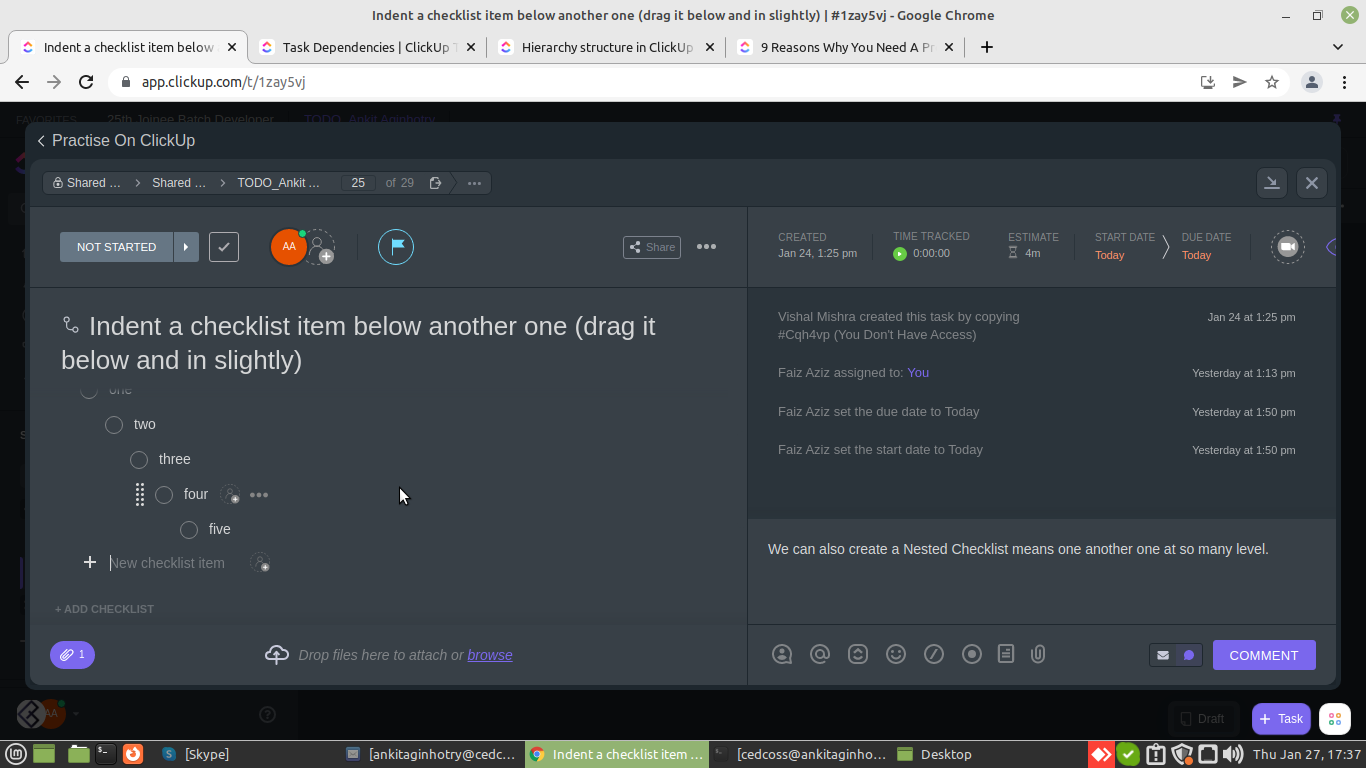 Indent a checklist item below another one (drag it below and in slightly) | #1zay5vj - Google Chrome
Indent a checklist item below
Task Dependencies | ClickUp
Hierarchy structure in ClickUp
9 Reasons Why You Need A Pr
app.clickup.com/t/1zay5vj
FAVORITES
25th Joinee Batch Developer
TODO_Ankit Aginhotry
Practise On ClickUp
Shared ...
Shared ...
TODO_Ankit ...
25
of 29
NOT STARTED
AA
Share
CREATED
Jan 24, 1:25 pm
TIME TRACKED
0:00:00
ESTIMATE
4m
START DATE
Today
DUE DATE
Today
Indent a checklist item below another one (drag it
below and in slightly)
one
two
three
four
five
New checklist item
+ ADD CHECKLIST
1
Drop files here to attach or browse
Vishal Mishra created this task by copying
#Cqh4vp (You Don't Have Access)
Jan 24 at 1:25 pm
Faiz Aziz assigned to: You
Yesterday at 1:13 pm
Faiz Aziz set the due date to Today
Yesterday at 1:50 pm
Faiz Aziz set the start date to Today
Yesterday at 1:50 pm
We can also create a Nested Checklist means one another one at so many level.
COMMENT
AA
Draft
+ Task
[Skype]
[ankitaginhotry@cedc...
Indent a checklist item ...
[cedcoss@ankitaginho...
Desktop
Thu Jan 27, 17:37